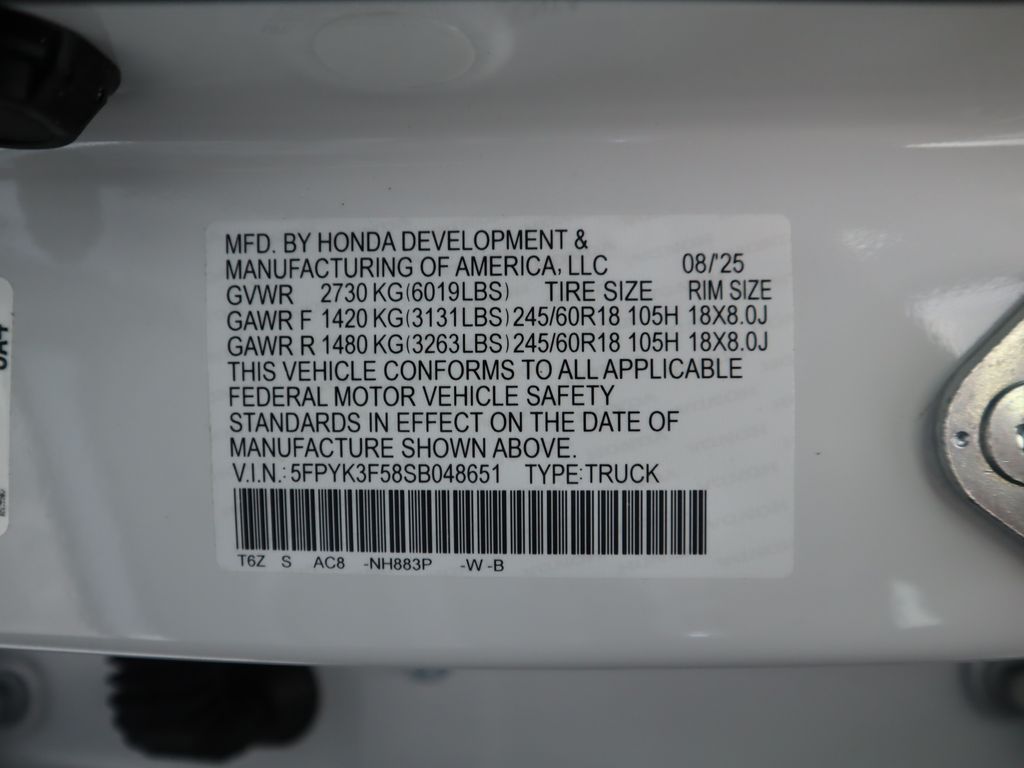 MFD. BY HONDA DEVELOPMENT &
MANUFACTURING OF AMERICA, LLC 08/'25
GVWR 2730 KG(6019LBS) TIRE SIZE RIM SIZE
GAWR F 1420 KG(3131LBS) 245/60R18 105H 18X8.0J
GAWR R 1480 KG(3263LBS) 245/60R18 105H 18X8.0J
THIS VEHICLE CONFORMS TO ALL APPLICABLE
FEDERAL MOTOR VEHICLE SAFETY
STANDARDS IN EFFECT ON THE DATE OF
MANUFACTURE SHOWN ABOVE.
V.I.N.: 5FPYK3F58SB048651 TYPE:TRUCK
T6Z S AC8 -NH883P -W -B